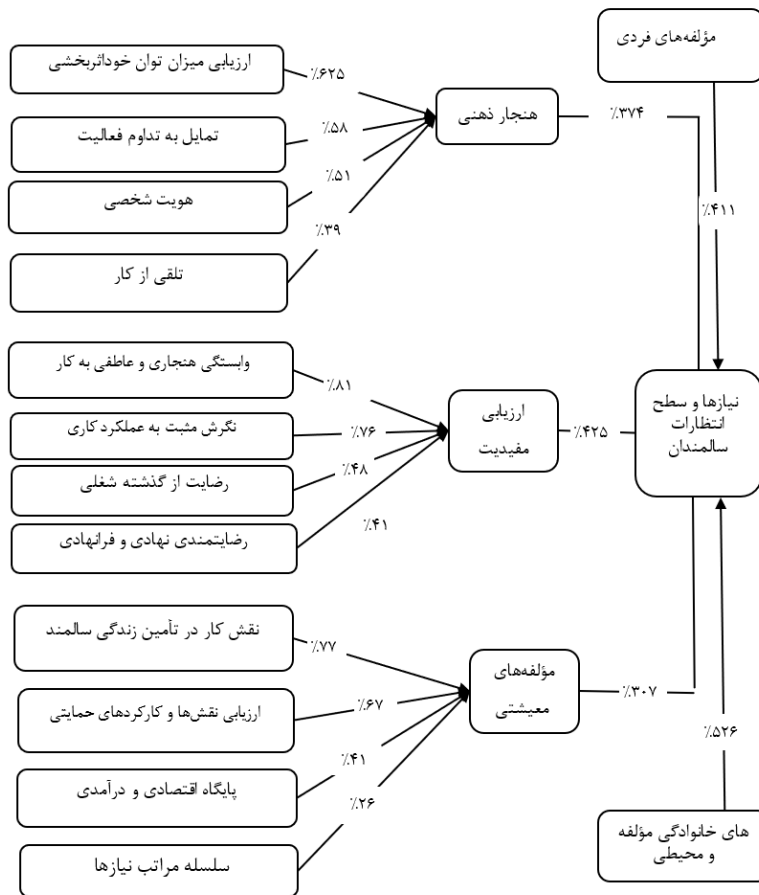 مؤلفه‌های فردی
ارزیابی میزان توان خوداثربخشی
٪۶۲۵
هنجار ذهنی
٪۳۷۴
تمایل به تداوم فعالیت
٪۵۸
هویت شخصی
٪۵۱
٪۴۱۱
تلقی از کار
٪۳۹
وابستگی هنجاری و عاطفی به کار
٪۸۱
ارزیابی
مفیدیت
٪۴۲۵
نیازها و سطح
انتظارات
سالمندان
نگرش مثبت به عملکرد کاری
٪۷۶
رضایت از گذشته شغلی
٪۴۸
رضایتمندی نهادی و فرانهادی
٪۴۱
نقش کار در تأمین زندگی سالمند
٪۷۷
مؤلفه‌های
معیشتی
٪۳۰۷
ارزیابی نقش‌ها و کارکردهای حمایتی
٪۶۷
٪۵۲۶
پایگاه اقتصادی و درآمدی
٪۴۱
سلسله مراتب نیازها
٪۲۶
های خانوادگی مؤلفه
و محیطی